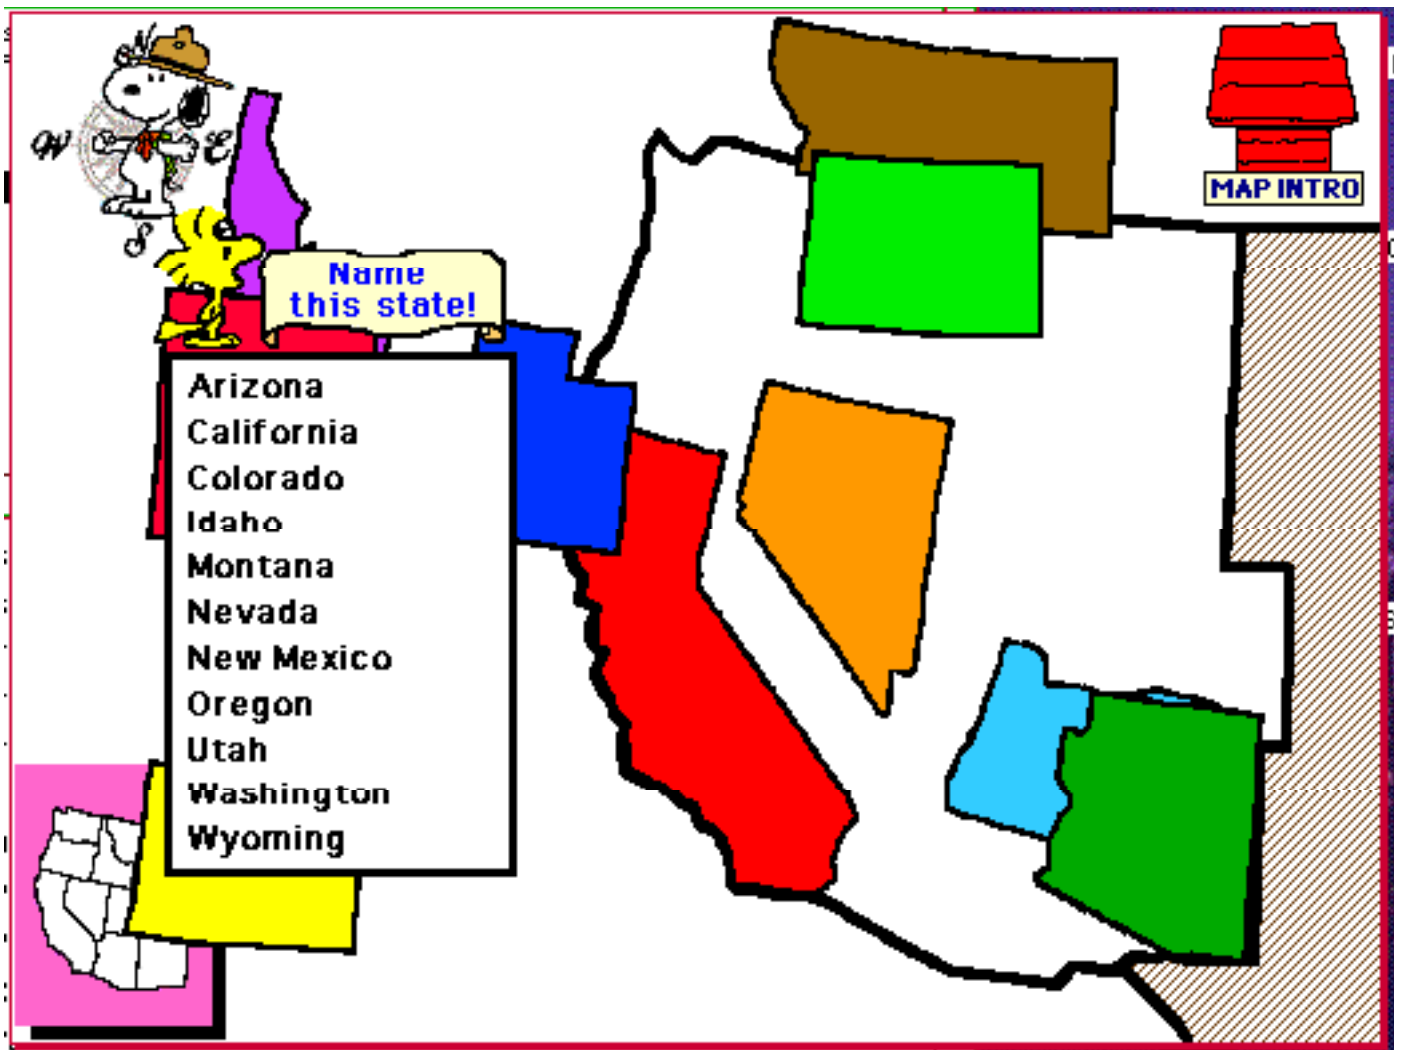 N
W
E
S
MAP INTRO
Name
this state!
Arizona
California
Colorado
Idaho
Montana
Nevada
New Mexico
Oregon
Utah
Washington
Wyoming